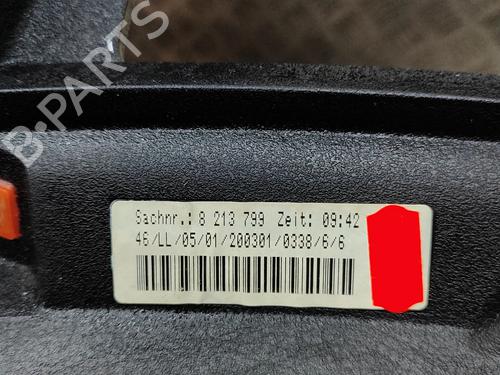 B-PARTS
Sachnr.: 8 213 799 Zeit: 09:42
46/LL/05/01/200301/0338/6/6